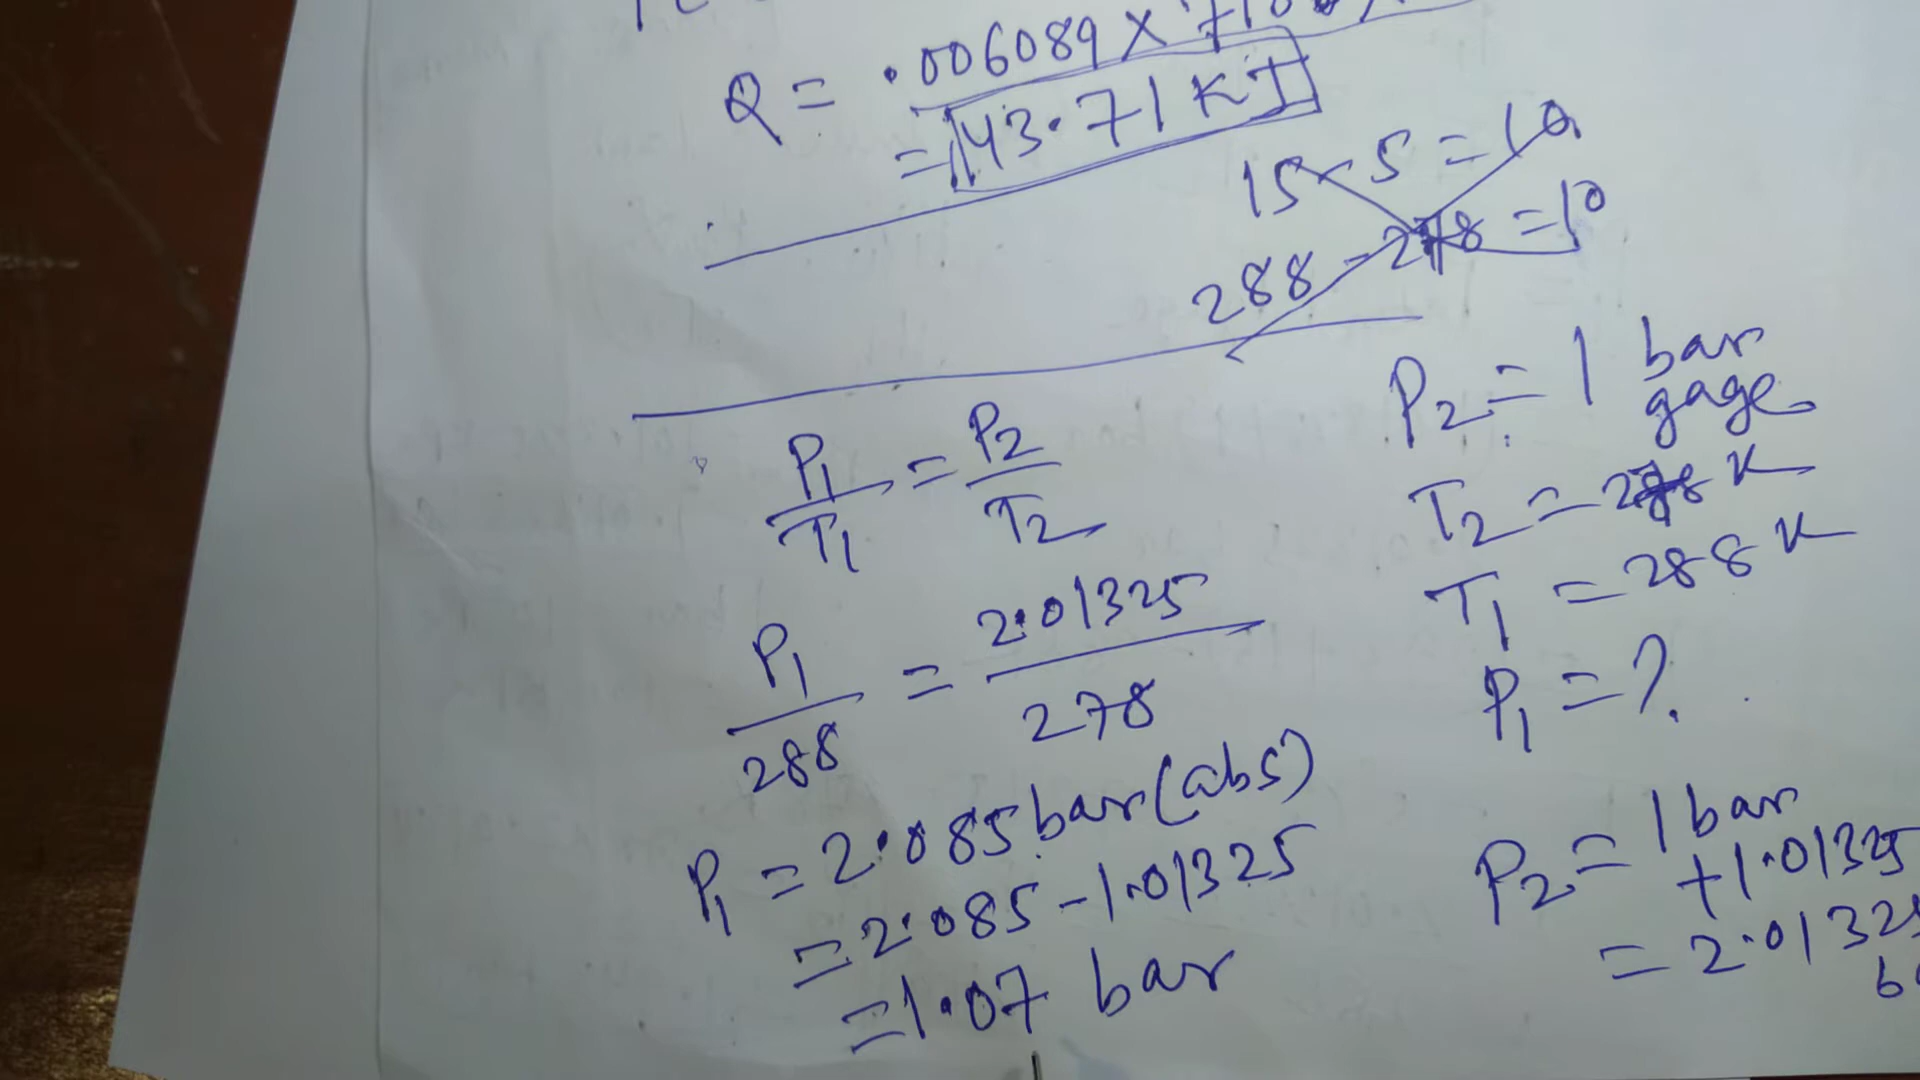 Q = .006089 ×
= 43.71 KJ
15 - 5 = 10
288 - 278 = 10
P1/T1 = P2/T2
P1/288 = 2.01325/278
P1 = 2.085 bar (abs)
= 2.085 - 1.01325
= 1.07 bar
P2 = 1 bar
gage
T2 = 278 K
T1 = 288 K
P1 = ?
P2 = 1 bar
+1.01325
= 2.01325